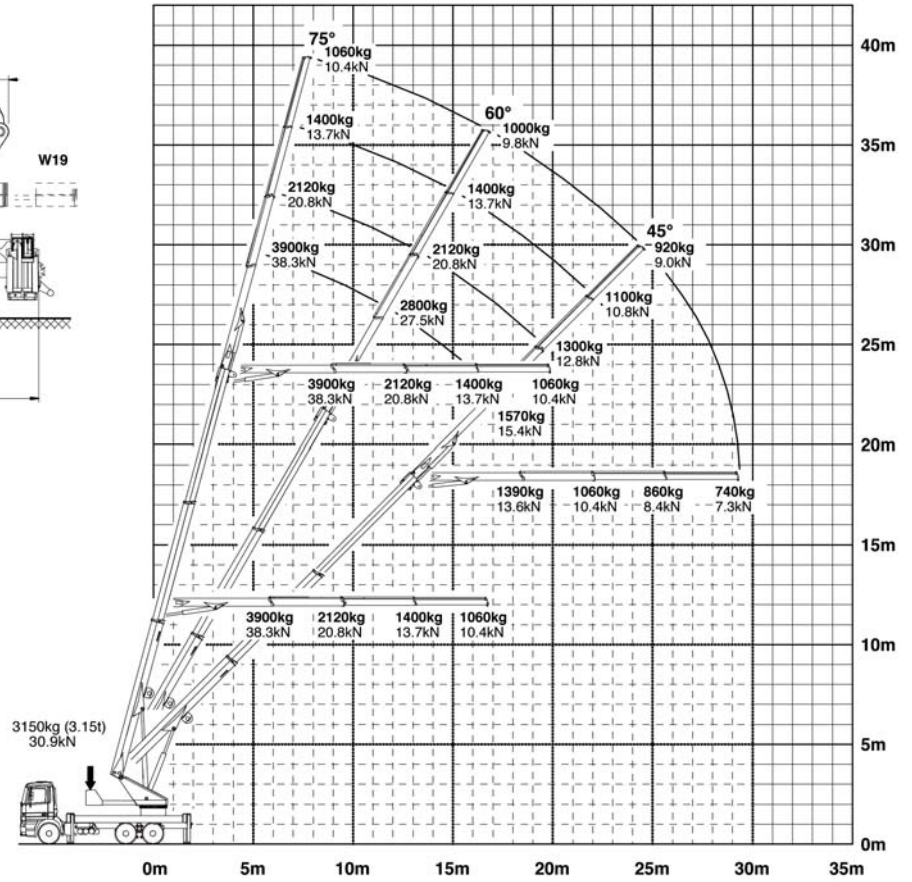 75°
1060kg
10.4kN
40m
60°
1400kg
13.7kN
1000kg
9.8kN
35m
W19
2120kg
20.8kN
1400kg
13.7kN
3900kg
38.3kN
2120kg
20.8kN
45°
920kg
9.0kN
30m
2800kg
27.5kN
1100kg
10.8kN
1300kg
12.8kN
25m
3900kg
38.3kN
2120kg
20.8kN
1400kg
13.7kN
1060kg
10.4kN
1570kg
15.4kN
20m
1390kg
13.6kN
1060kg
10.4kN
860kg
8.4kN
740kg
7.3kN
15m
3900kg
38.3kN
2120kg
20.8kN
1400kg
13.7kN
1060kg
10.4kN
10m
3150kg (3.15t)
30.9kN
5m
0m
0m 5m 10m 15m 20m 25m 30m 35m